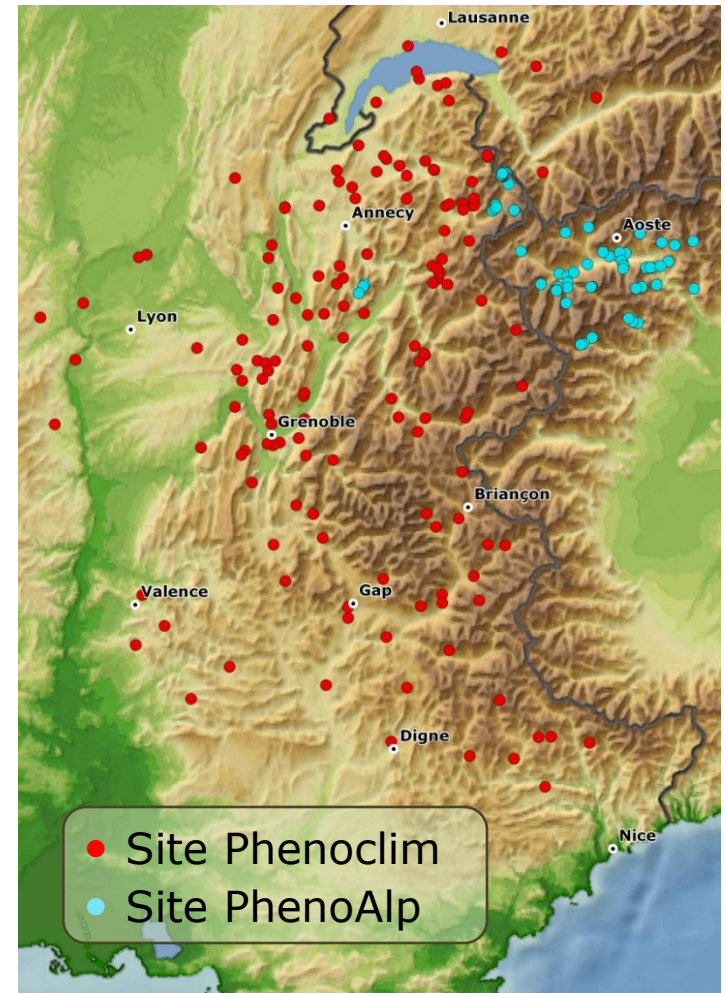 Lausanne
Annecy
Aoste
Lyon
Grenoble
Briançon
Valence
Gap
Digne
Nice
Site Phenoclim
Site PhenoAlp